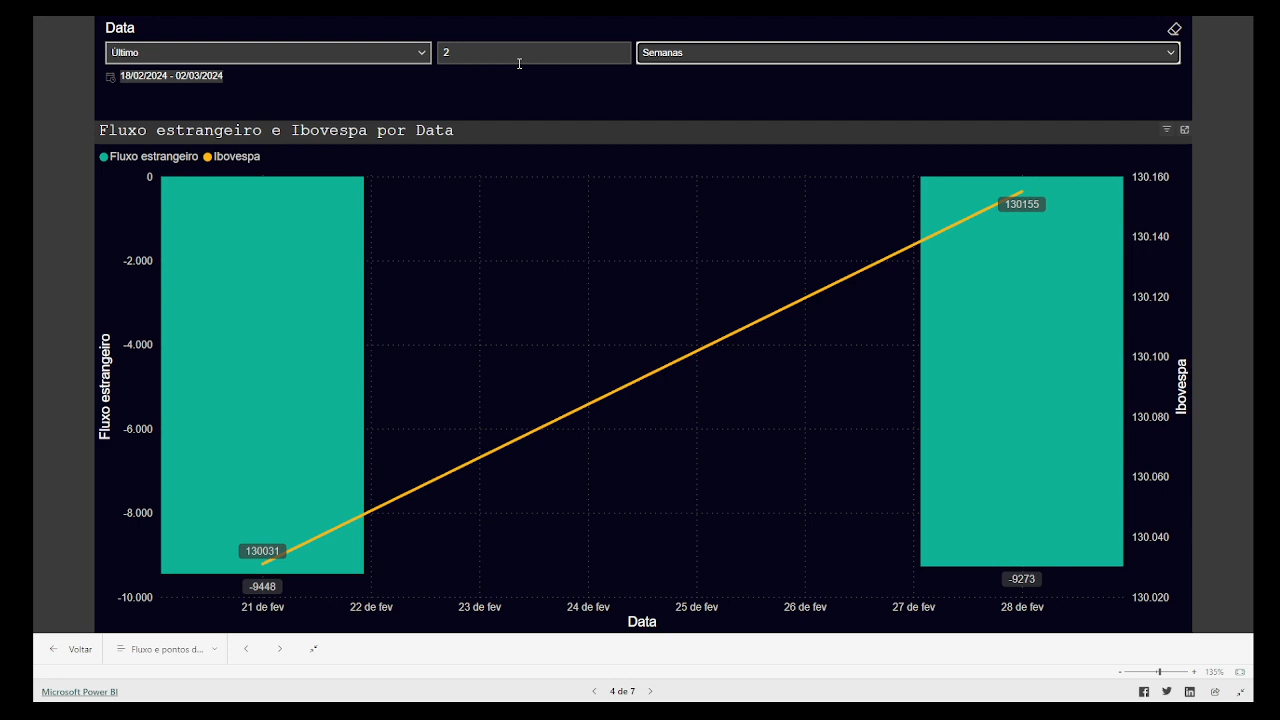 Data
Último
2
Semanas
18/02/2024 - 02/03/2024
Fluxo estrangeiro e Ibovespa por Data
Fluxo estrangeiro
Ibovespa
0
-2.000
-4.000
-6.000
-8.000
-10.000
Fluxo estrangeiro
130031
-9448
130155
-9273
130.160
130.140
130.120
130.100
130.080
130.060
130.040
130.020
Ibovespa
21 de fev
22 de fev
23 de fev
24 de fev
25 de fev
26 de fev
27 de fev
28 de fev
Data
Voltar
Fluxo e pontos d...
- + 135%
Microsoft Power BI
4 de 7